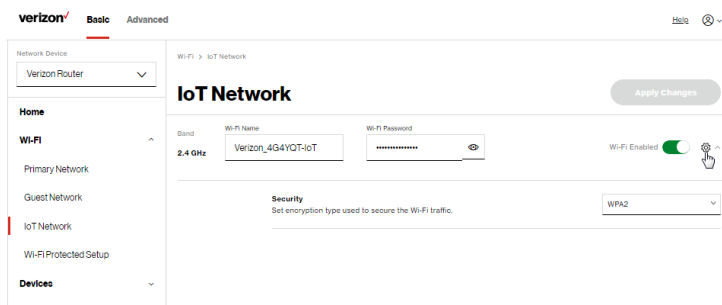 verizon✓ Basic Advanced Help
Network Device
Verizon Router
Home
Wi-Fi
Primary Network
Guest Network
IoT Network
Wi-Fi Protected Setup
Devices
Wi-Fi > IoT Network
IoT Network
Apply Changes
Band
2.4 GHz
Wi-Fi Name
Verizon_4G4YQT-IoT
Wi-Fi Password
•••••••••••••••
Wi-Fi Enabled
Security
Set encryption type used to secure the Wi-Fi traffic.
WPA2